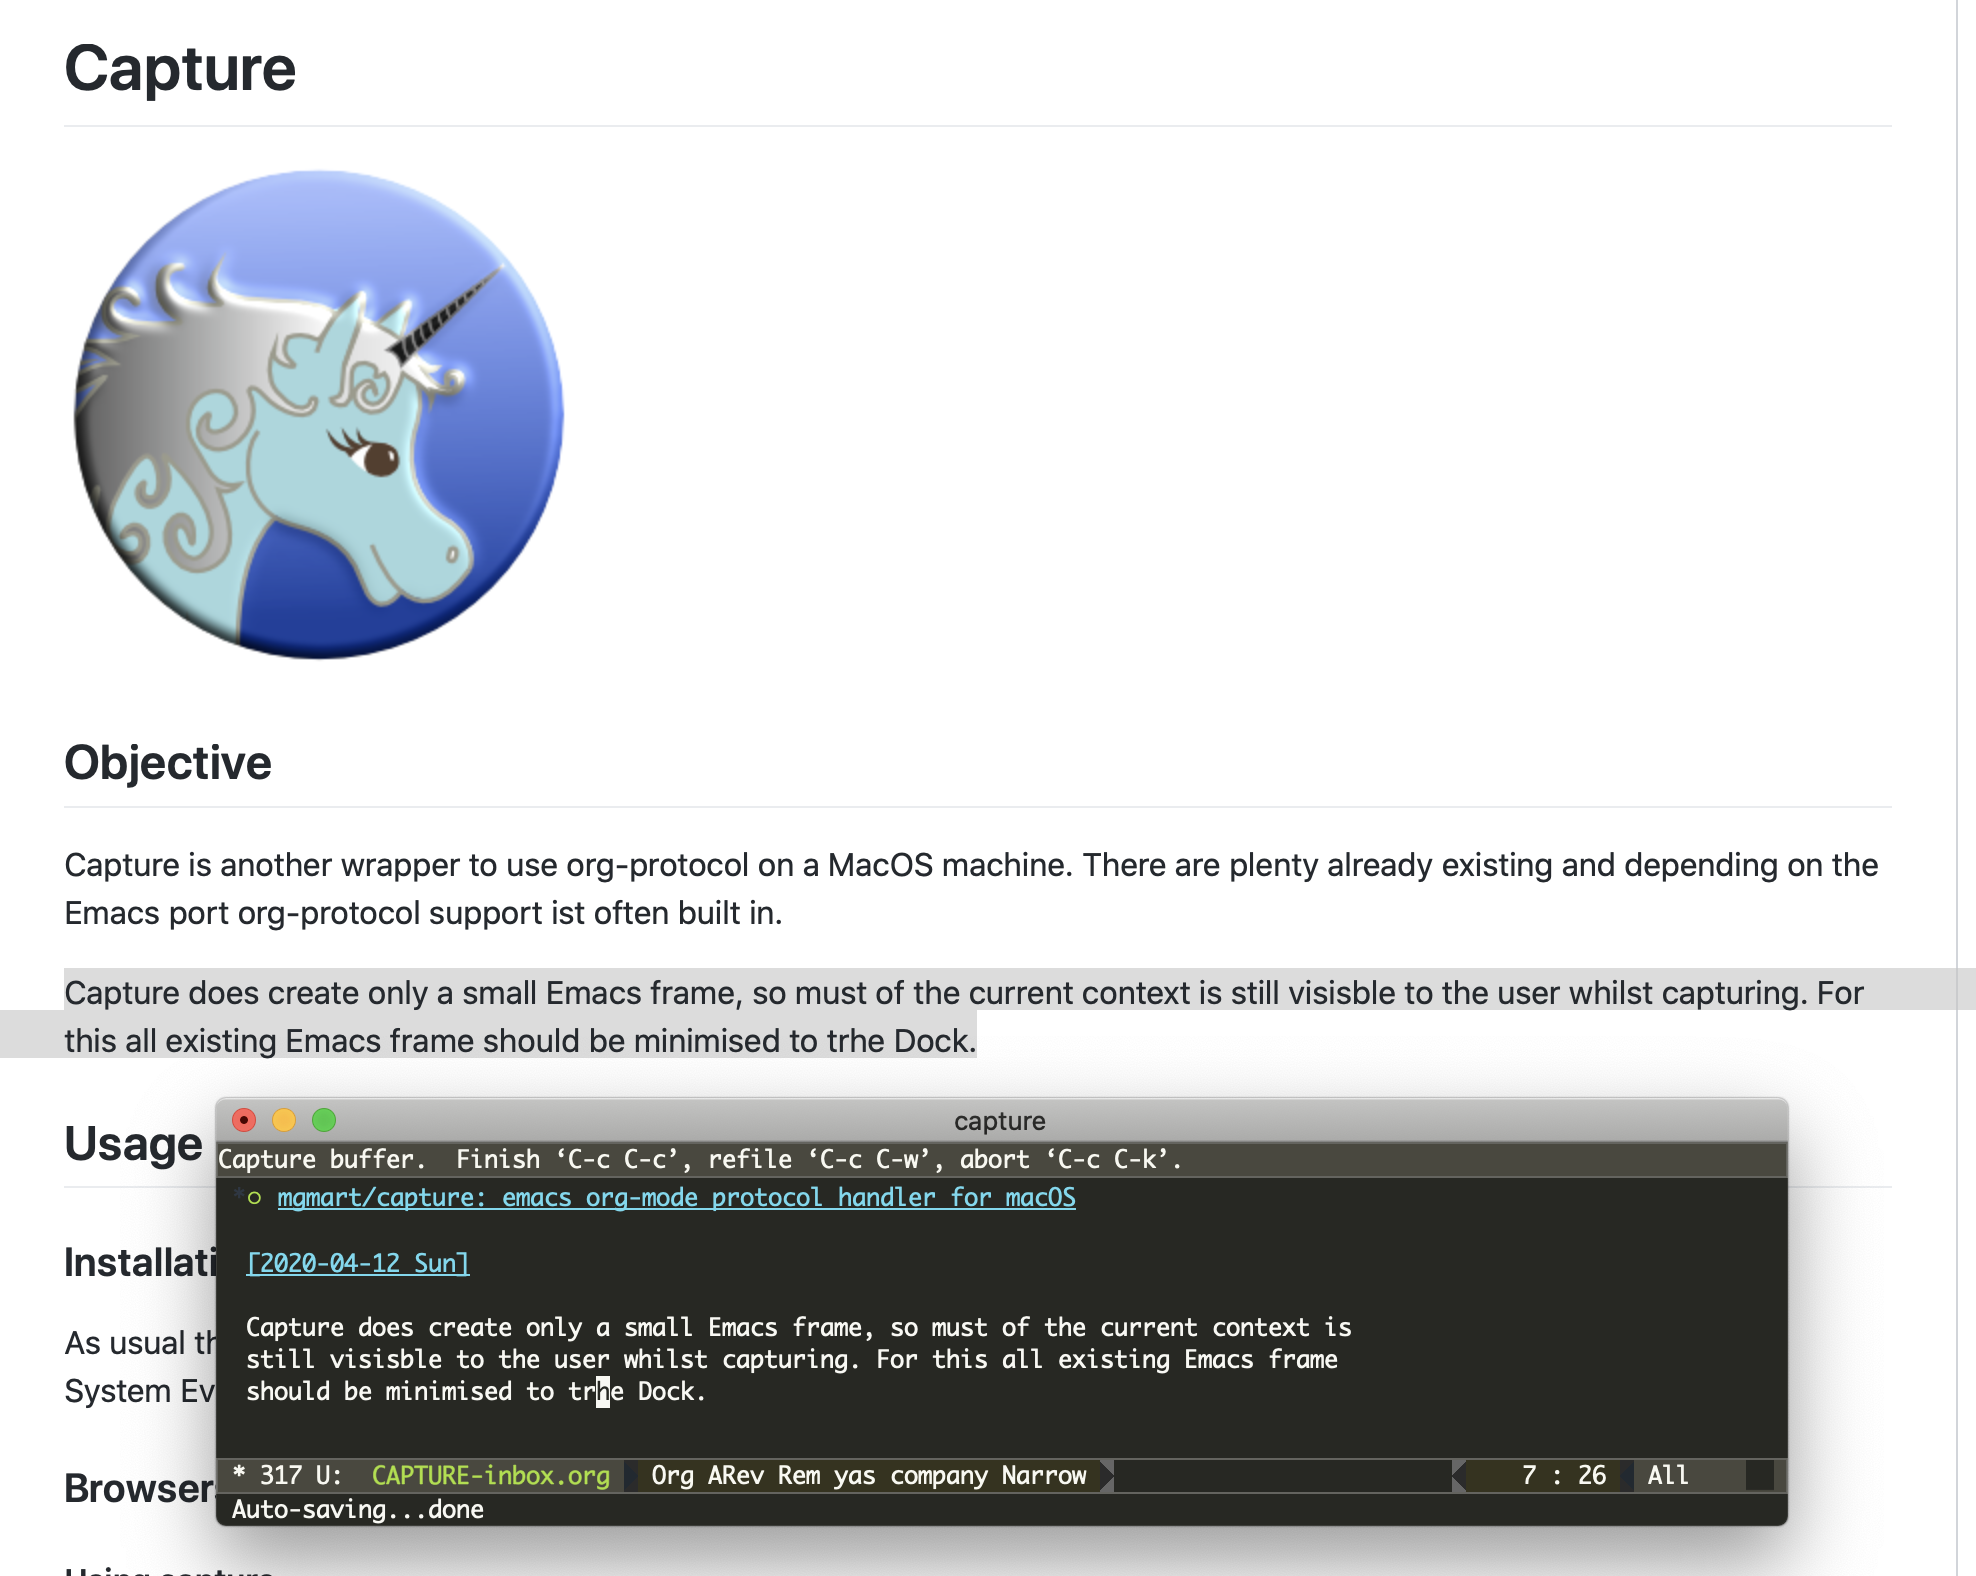 Capture
Objective
Capture is another wrapper to use org-protocol on a MacOS machine. There are plenty already existing and depending on the
Emacs port org-protocol support ist often built in.
Capture does create only a small Emacs frame, so must of the current context is still visisble to the user whilst capturing. For
this all existing Emacs frame should be minimised to trhe Dock.
Usage
capture
Capture buffer.  Finish ‘C-c C-c’, refile ‘C-c C-w’, abort ‘C-c C-k’.
*○ mgmart/capture: emacs org-mode protocol handler for macOS
Installati
[2020-04-12 Sun]
As usual th
System Ev
Capture does create only a small Emacs frame, so must of the current context is
still visisble to the user whilst capturing. For this all existing Emacs frame
should be minimised to trhe Dock.
Browser
* 317 U:  CAPTURE-inbox.org  Org ARev Rem yas company Narrow  7 : 26  All
Auto-saving...done
Using capture